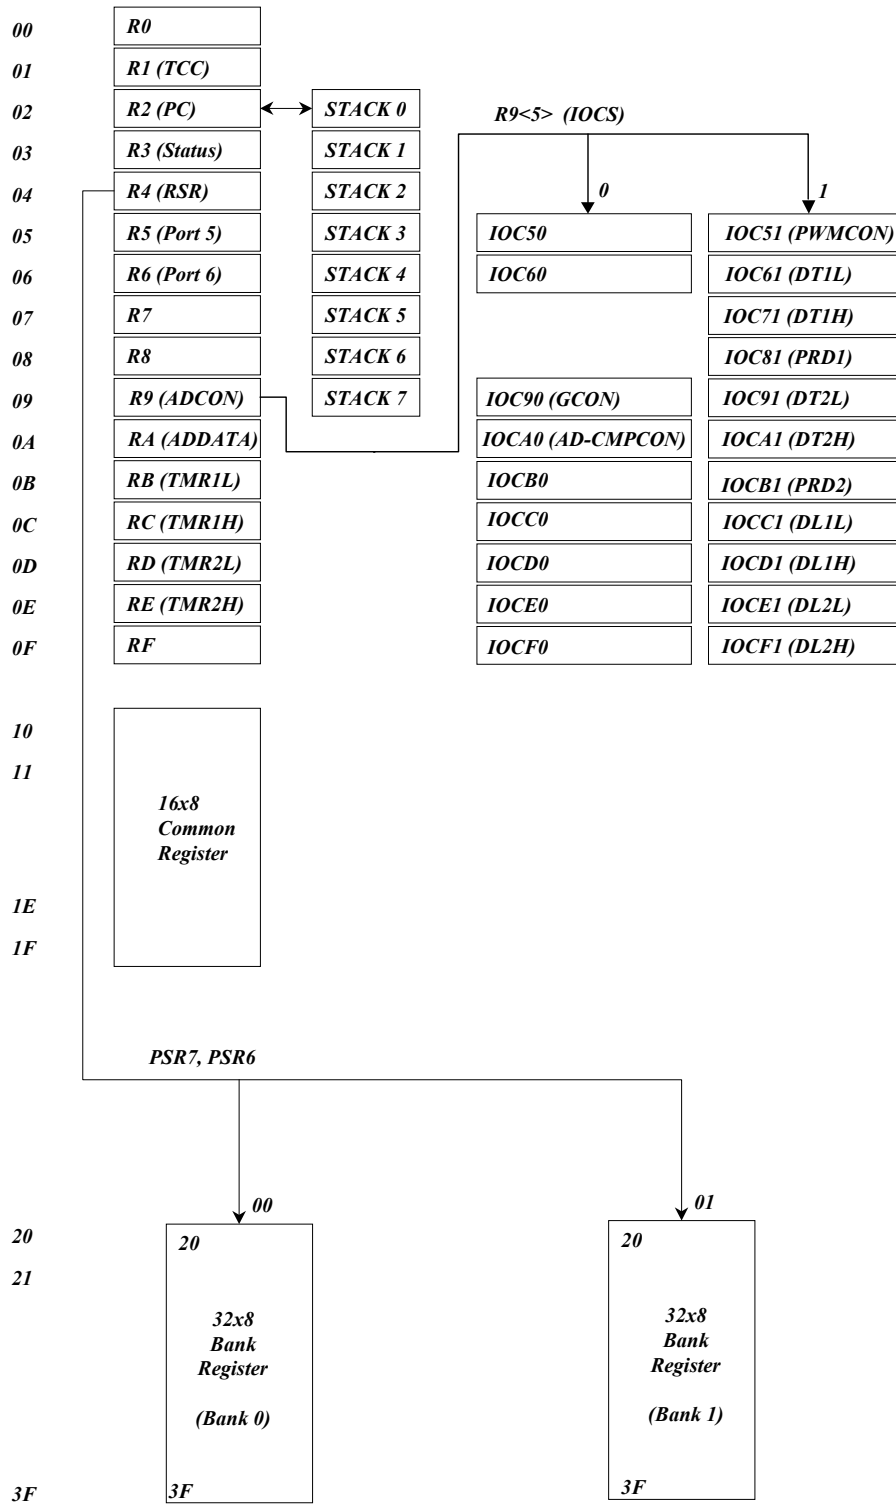 00 R0
01 R1 (TCC)
02 R2 (PC) STACK 0 R9<5> (IOCS)
03 R3 (Status) STACK 1
04 R4 (RSR) STACK 2 0 1
05 R5 (Port 5) STACK 3 IOC50 IOC51 (PWMCON)
06 R6 (Port 6) STACK 4 IOC60 IOC61 (DT1L)
07 R7 STACK 5 IOC71 (DT1H)
08 R8 STACK 6 IOC81 (PRD1)
09 R9 (ADCON) STACK 7 IOC90 (GCON) IOC91 (DT2L)
0A RA (ADDATA) IOCA0 (AD-CMPCON) IOCA1 (DT2H)
0B RB (TMR1L) IOCB0 IOCB1 (PRD2)
0C RC (TMR1H) IOCC0 IOCC1 (DL1L)
0D RD (TMR2L) IOCD0 IOCD1 (DL1H)
0E RE (TMR2H) IOCE0 IOCE1 (DL2L)
0F RF IOCF0 IOCF1 (DL2H)
10
11
16x8
Common
Register
1E
1F
PSR7, PSR6
00 01
20 20 20
21
32x8 32x8
Bank Bank
Register Register
(Bank 0) (Bank 1)
3F 3F 3F